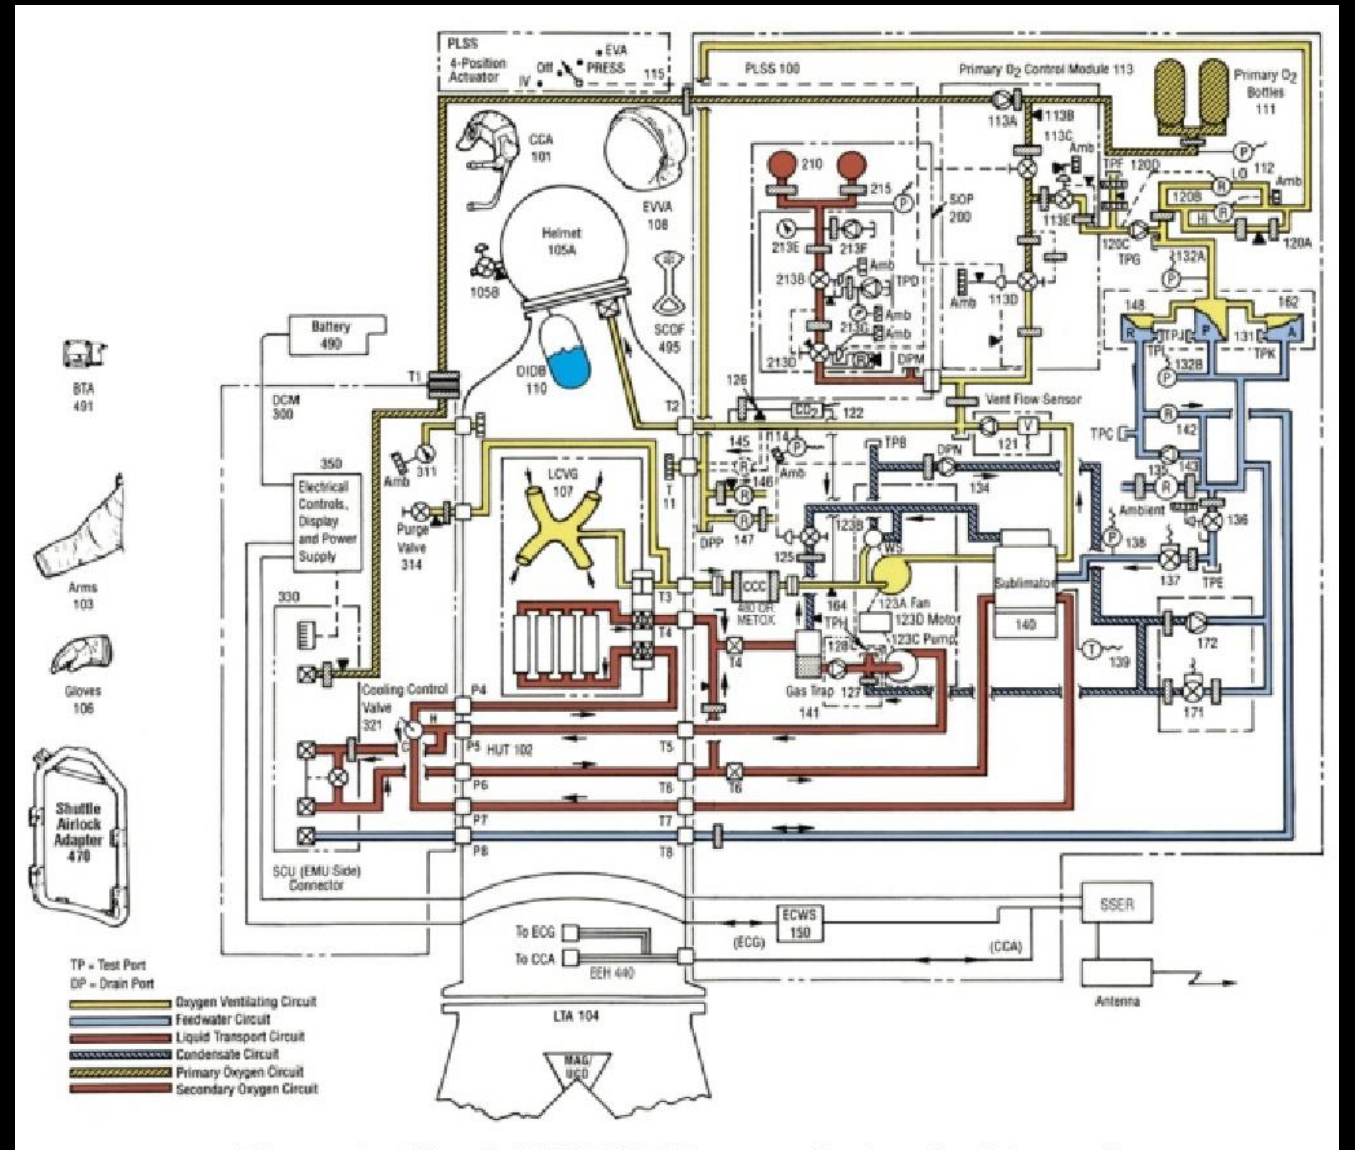 PLSS
4-Position
Actuator
EVA
Off
PRESS
IV
115
PLSS 100
Primary O2 Control Module 113
Primary O2
Bottles
111
113A
113B
113C
Amb
CCA
101
EVVA
108
Helmet
105A
105B
SCOF
495
DIDB
110
210
215
P
SOP
200
213E
213F
213B
Amb
TPD
213G
Amb
Amb
213D
R
DPM
Amb
113D
113E
TPF
120D
LO
P
112
120B
R
Amb
R
Hi
120A
120C
TPG
132A
P
148
162
R
P
A
TPJ
131
TPK
TPL
132B
P
R
142
TPC
143
135
R
Ambient
136
P
138
137
TPE
172
171
T
139
Battery
490
BTA
491
T1
DCM
300
350
Electrical
Controls,
Display
and Power
Supply
330
311
Amb
Purge
Valve
314
LCVG
107
T2
126
CO2
122
Vent Flow Sensor
121
V
145
114
P
R
146
Amb
R
147
T
11
DPP
TPB
DPN
134
123B
125
WS
T3
CCC
480 OR
METOX
164
123A Fan
123D Motor
123C Pump
TPH
128
127
Sublimator
140
T4
T4
Gas Trap
141
Arms
103
Gloves
106
Cooling Control
Valve
321
H
C
P4
P5
HUT 102
T5
P6
T6
T6
P7
T7
P8
T8
Shuttle
Airlock
Adapter
470
SCU (EMU Side)
Connector
SSER
ECWS
150
(ECG)
(CCA)
To ECG
To CCA
EEH 440
Antenna
LTA 104
MAG/
UCD
TP = Test Port
DP = Drain Port
Oxygen Ventilating Circuit
Feedwater Circuit
Liquid Transport Circuit
Condensate Circuit
Primary Oxygen Circuit
Secondary Oxygen Circuit